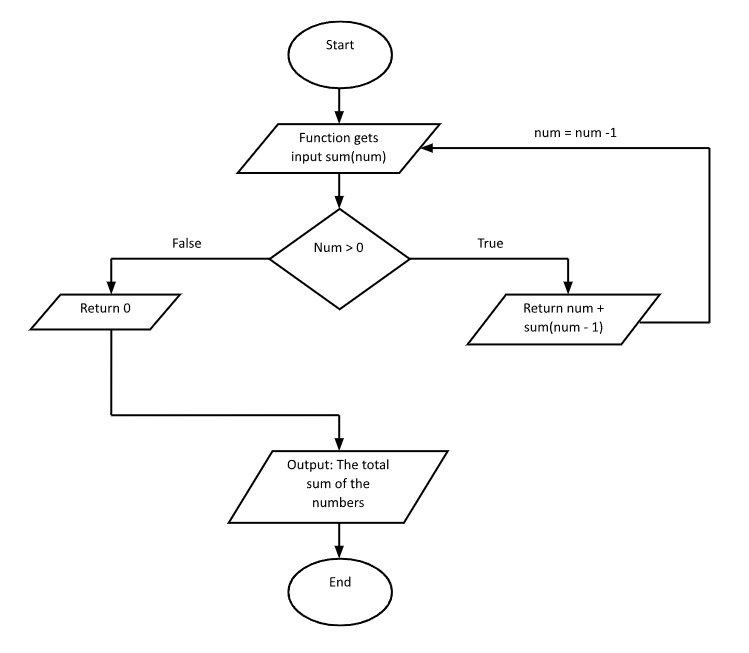 Start
Function gets
input sum(num)
num = num -1
Num > 0
False
True
Return 0
Return num +
sum(num - 1)
Output: The total
sum of the
numbers
End